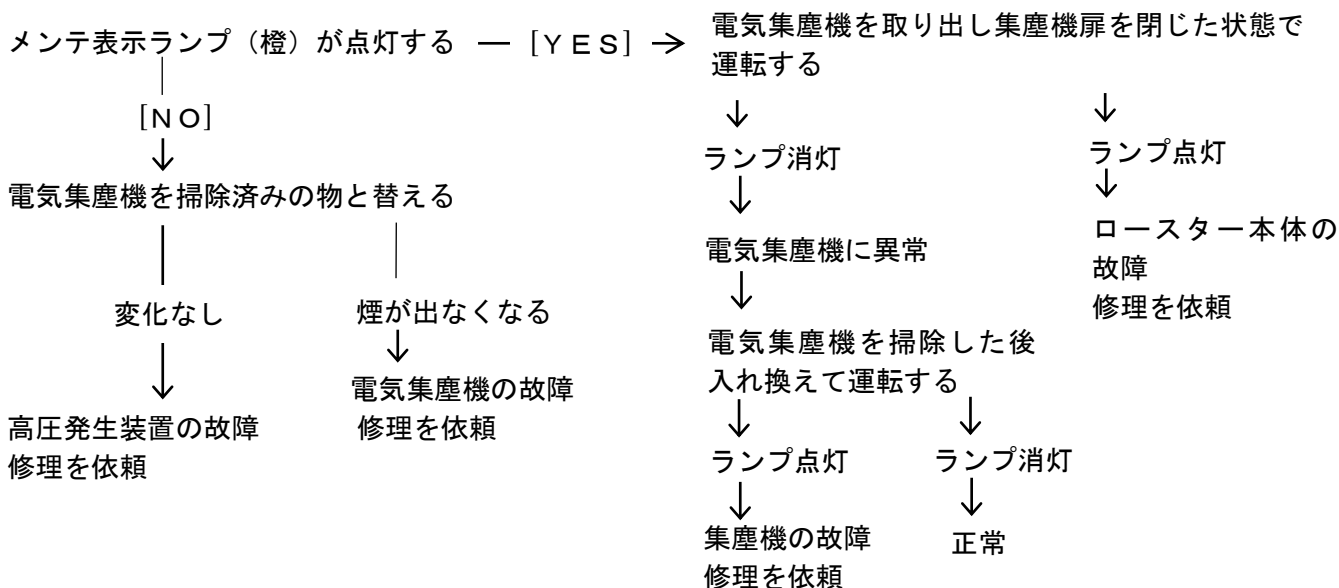 メンテ表示ランプ（橙）が点灯する ― [ＹＥＳ] →
電気集塵機を取り出し集塵機扉を閉じた状態で
運転する
[ＮＯ]
↓
電気集塵機を掃除済みの物と替える
変化なし
↓
高圧発生装置の故障
修理を依頼
煙が出なくなる
↓
電気集塵機の故障
修理を依頼
↓
ランプ消灯
↓
電気集塵機に異常
↓
電気集塵機を掃除した後
入れ換えて運転する
↓
ランプ点灯
↓
集塵機の故障
修理を依頼
↓
ランプ消灯
↓
正常
↓
ランプ点灯
↓
ロースター本体の
故障
修理を依頼